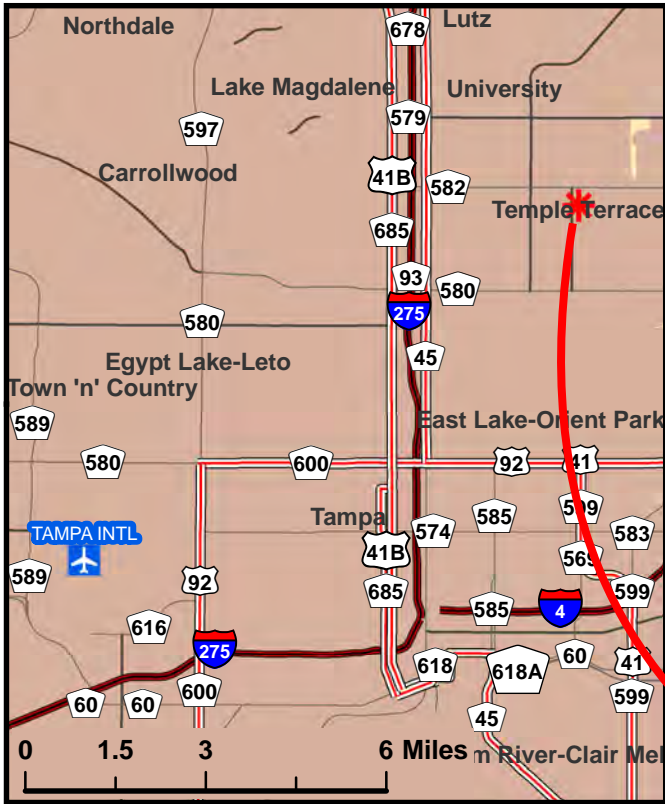 Northdale
678
Lutz
Lake Magdalene
University
597
579
Carrollwood
41B
582
Temple Terrace
685
93
580
275
580
45
Egypt Lake-Leto
Town 'n' Country
589
East Lake-Orient Park
580
600
92
41
Tampa
585
599
583
TAMPA INTL
574
41B
569
589
92
685
599
585
4
616
275
618
618A
60
41
600
599
60
60
45
0 1.5 3 6 Miles
m River-Clair Mel